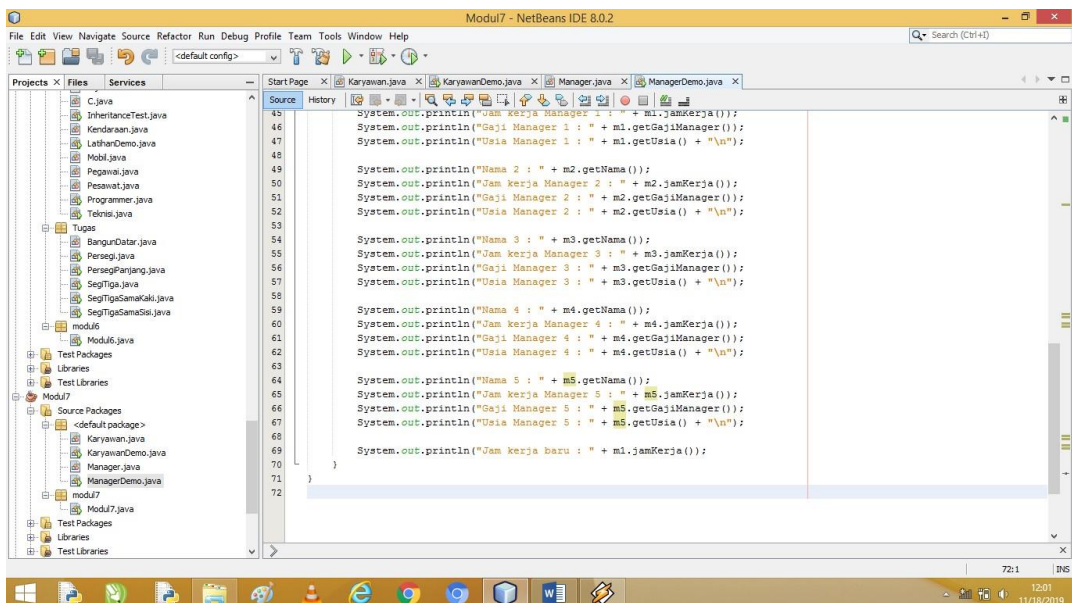 Modul7 - NetBeans IDE 8.0.2
File Edit View Navigate Source Refactor Run Debug Profile Team Tools Window Help
Search (Ctrl+I)
<default config>
Projects Files Services
Start Page Karyawan.java KaryawanDemo.java Manager.java ManagerDemo.java
Source History
C.java
InheritanceTest.java
Kendaraan.java
LatihanDemo.java
Mobil.java
Pegawai.java
Pesawat.java
Programmer.java
Teknisi.java
Tugas
BangunDatar.java
Persegi.java
PersegiPanjang.java
SegiTiga.java
SegiTigaSamaKaki.java
SegiTigaSamaSisi.java
modul6
Modul6.java
Test Packages
Libraries
Test Libraries
Modul7
Source Packages
<default package>
Karyawan.java
KaryawanDemo.java
Manager.java
ManagerDemo.java
modul7
Modul7.java
Test Packages
Libraries
Test Libraries
45 System.out.println("Jam kerja Manager 1 : " + m1.jamKerja());
46 System.out.println("Gaji Manager 1 : " + m1.getGajiManager());
47 System.out.println("Usia Manager 1 : " + m1.getUsia() + "\n");
48
49 System.out.println("Nama 2 : " + m2.getNama());
50 System.out.println("Jam kerja Manager 2 : " + m2.jamKerja());
51 System.out.println("Gaji Manager 2 : " + m2.getGajiManager());
52 System.out.println("Usia Manager 2 : " + m2.getUsia() + "\n");
53
54 System.out.println("Nama 3 : " + m3.getNama());
55 System.out.println("Jam kerja Manager 3 : " + m3.jamKerja());
56 System.out.println("Gaji Manager 3 : " + m3.getGajiManager());
57 System.out.println("Usia Manager 3 : " + m3.getUsia() + "\n");
58
59 System.out.println("Nama 4 : " + m4.getNama());
60 System.out.println("Jam kerja Manager 4 : " + m4.jamKerja());
61 System.out.println("Gaji Manager 4 : " + m4.getGajiManager());
62 System.out.println("Usia Manager 4 : " + m4.getUsia() + "\n");
63
64 System.out.println("Nama 5 : " + m5.getNama());
65 System.out.println("Jam kerja Manager 5 : " + m5.jamKerja());
66 System.out.println("Gaji Manager 5 : " + m5.getGajiManager());
67 System.out.println("Usia Manager 5 : " + m5.getUsia() + "\n");
68
69 System.out.println("Jam kerja baru : " + m1.jamKerja());
70 }
71 }
72
72:1 INS
12:01
11/18/2019